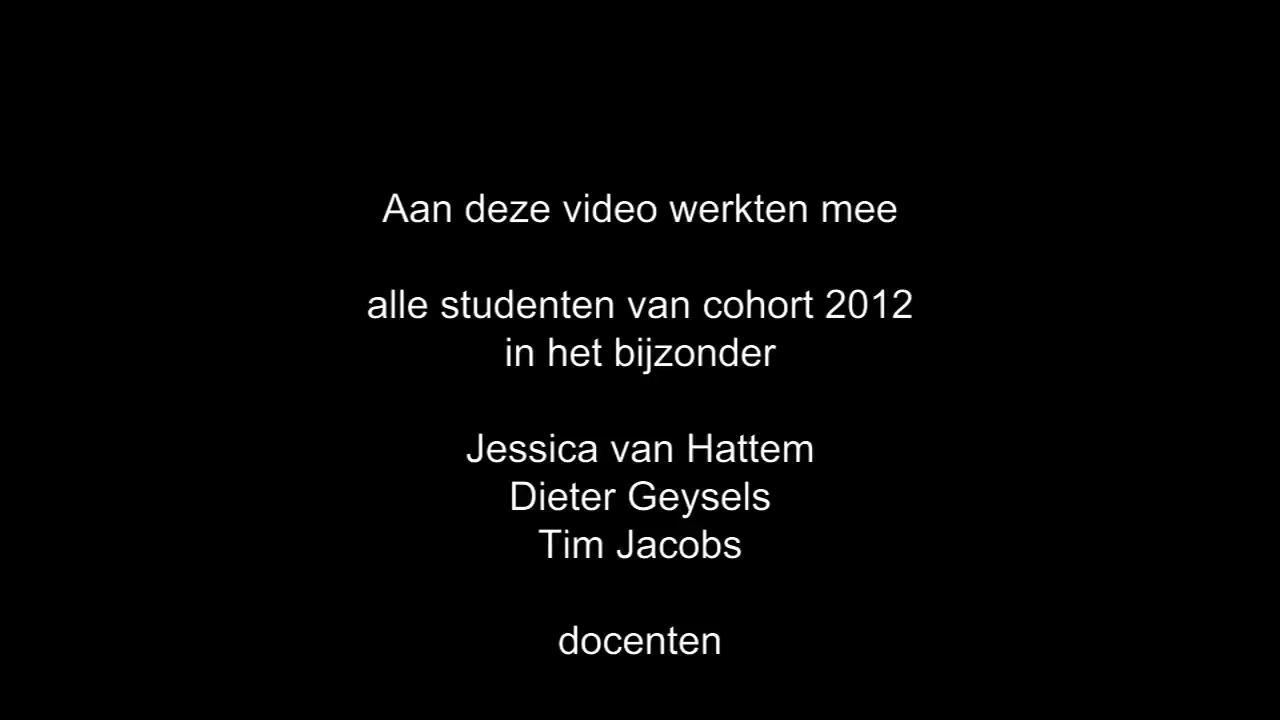 Aan deze video werkten mee
alle studenten van cohort 2012
in het bijzonder
Jessica van Hattem
Dieter Geysels
Tim Jacobs
docenten